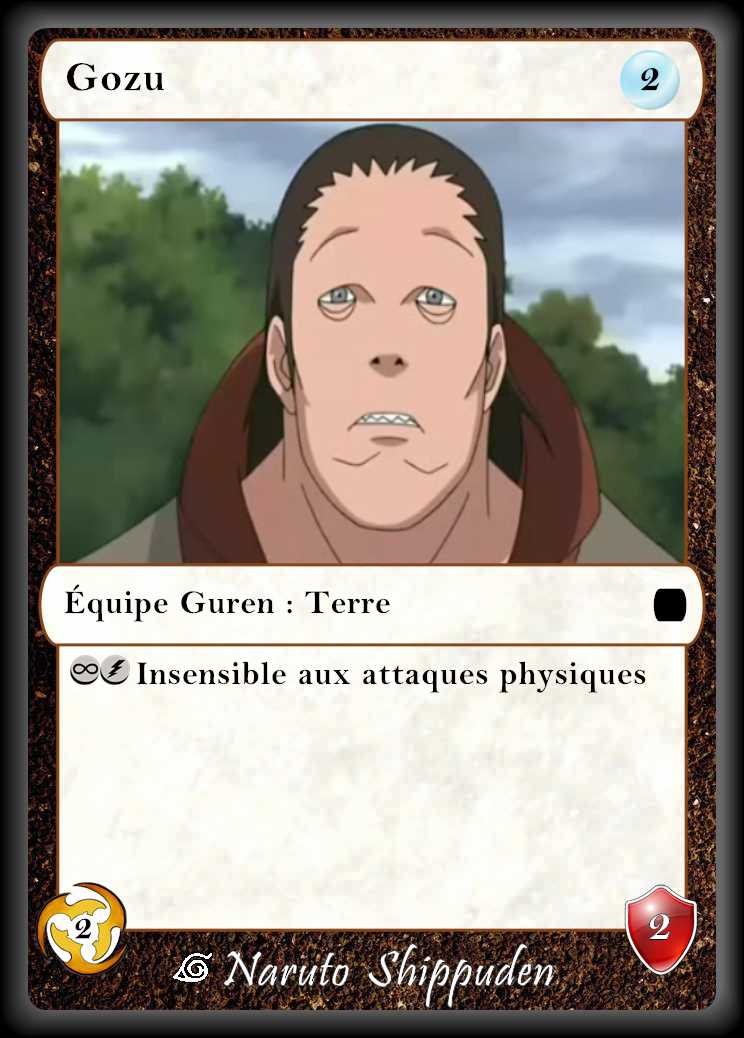 Gozu 2
Équipe Guren : Terre
Insensible aux attaques physiques
2 2
Naruto Shippuden